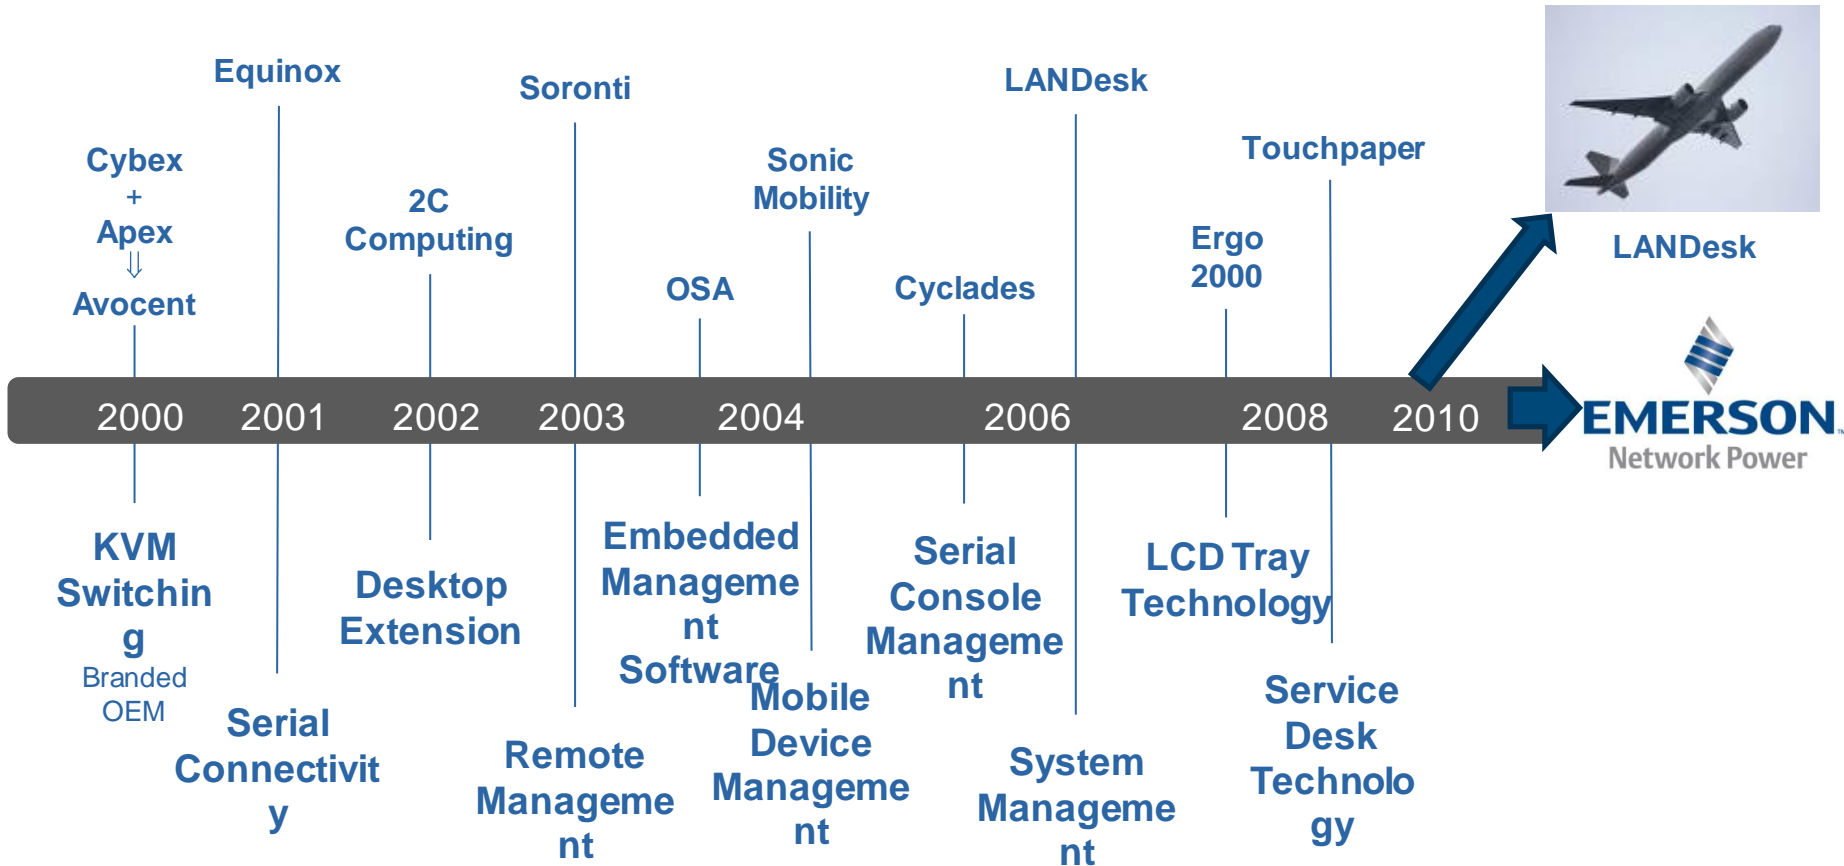 Equinox
Soronti
LANDesk
Cybex
+
Apex
⇓
Avocent
2C
Computing
Sonic
Mobility
Touchpaper
OSA
Cyclades
Ergo
2000
LANDesk
2000 2001 2002 2003 2004 2006 2008 2010
EMERSON™
Network Power
KVM
Switchin
g
Branded
OEM
Serial
Connectivit
y
Desktop
Extension
Remote
Manageme
nt
Embedded
Manageme
nt
Software
Mobile
Device
Manageme
nt
Serial
Console
Manageme
nt
System
Manageme
nt
LCD Tray
Technology
Service
Desk
Technolo
gy